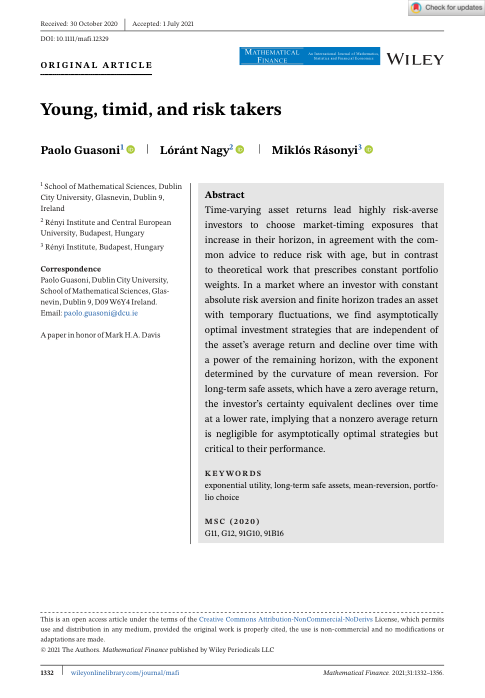 Check for updates
Received: 30 October 2020 | Accepted: 1 July 2021
DOI: 10.1111/mafi.12329
ORIGINAL ARTICLE
MATHEMATICAL FINANCE
An International Journal of Mathematics, Statistics and Financial Economics
WILEY
Young, timid, and risk takers
Paolo Guasoni1 | Lóránt Nagy2 | Miklós Rásonyi3
1 School of Mathematical Sciences, Dublin
City University, Glasnevin, Dublin 9,
Ireland
2 Rényi Institute and Central European
University, Budapest, Hungary
3 Rényi Institute, Budapest, Hungary
Correspondence
Paolo Guasoni, Dublin City University,
School of Mathematical Sciences, Glas-
nevin, Dublin 9, D09 W6Y4 Ireland.
Email: paolo.guasoni@dcu.ie
A paper in honor of Mark H.A. Davis
Abstract
Time-varying asset returns lead highly risk-averse
investors to choose market-timing exposures that
increase in their horizon, in agreement with the com-
mon advice to reduce risk with age, but in contrast
to theoretical work that prescribes constant portfolio
weights. In a market where an investor with constant
absolute risk aversion and finite horizon trades an asset
with temporary fluctuations, we find asymptotically
optimal investment strategies that are independent of
the asset's average return and decline over time with
a power of the remaining horizon, with the exponent
determined by the curvature of mean reversion. For
long-term safe assets, which have a zero average return,
the investor's certainty equivalent declines over time
at a lower rate, implying that a nonzero average return
is negligible for asymptotically optimal strategies but
critical to their performance.
KEYWORDS
exponential utility, long-term safe assets, mean-reversion, portfo-
lio choice
MSC (2020)
G11, G12, 91G10, 91B16
This is an open access article under the terms of the Creative Commons Attribution-NonCommercial-NoDerivs License, which permits
use and distribution in any medium, provided the original work is properly cited, the use is non-commercial and no modifications or
adaptations are made.
© 2021 The Authors. Mathematical Finance published by Wiley Periodicals LLC
1332 | wileyonlinelibrary.com/journal/mafi
Mathematical Finance. 2021;31:1332–1356.